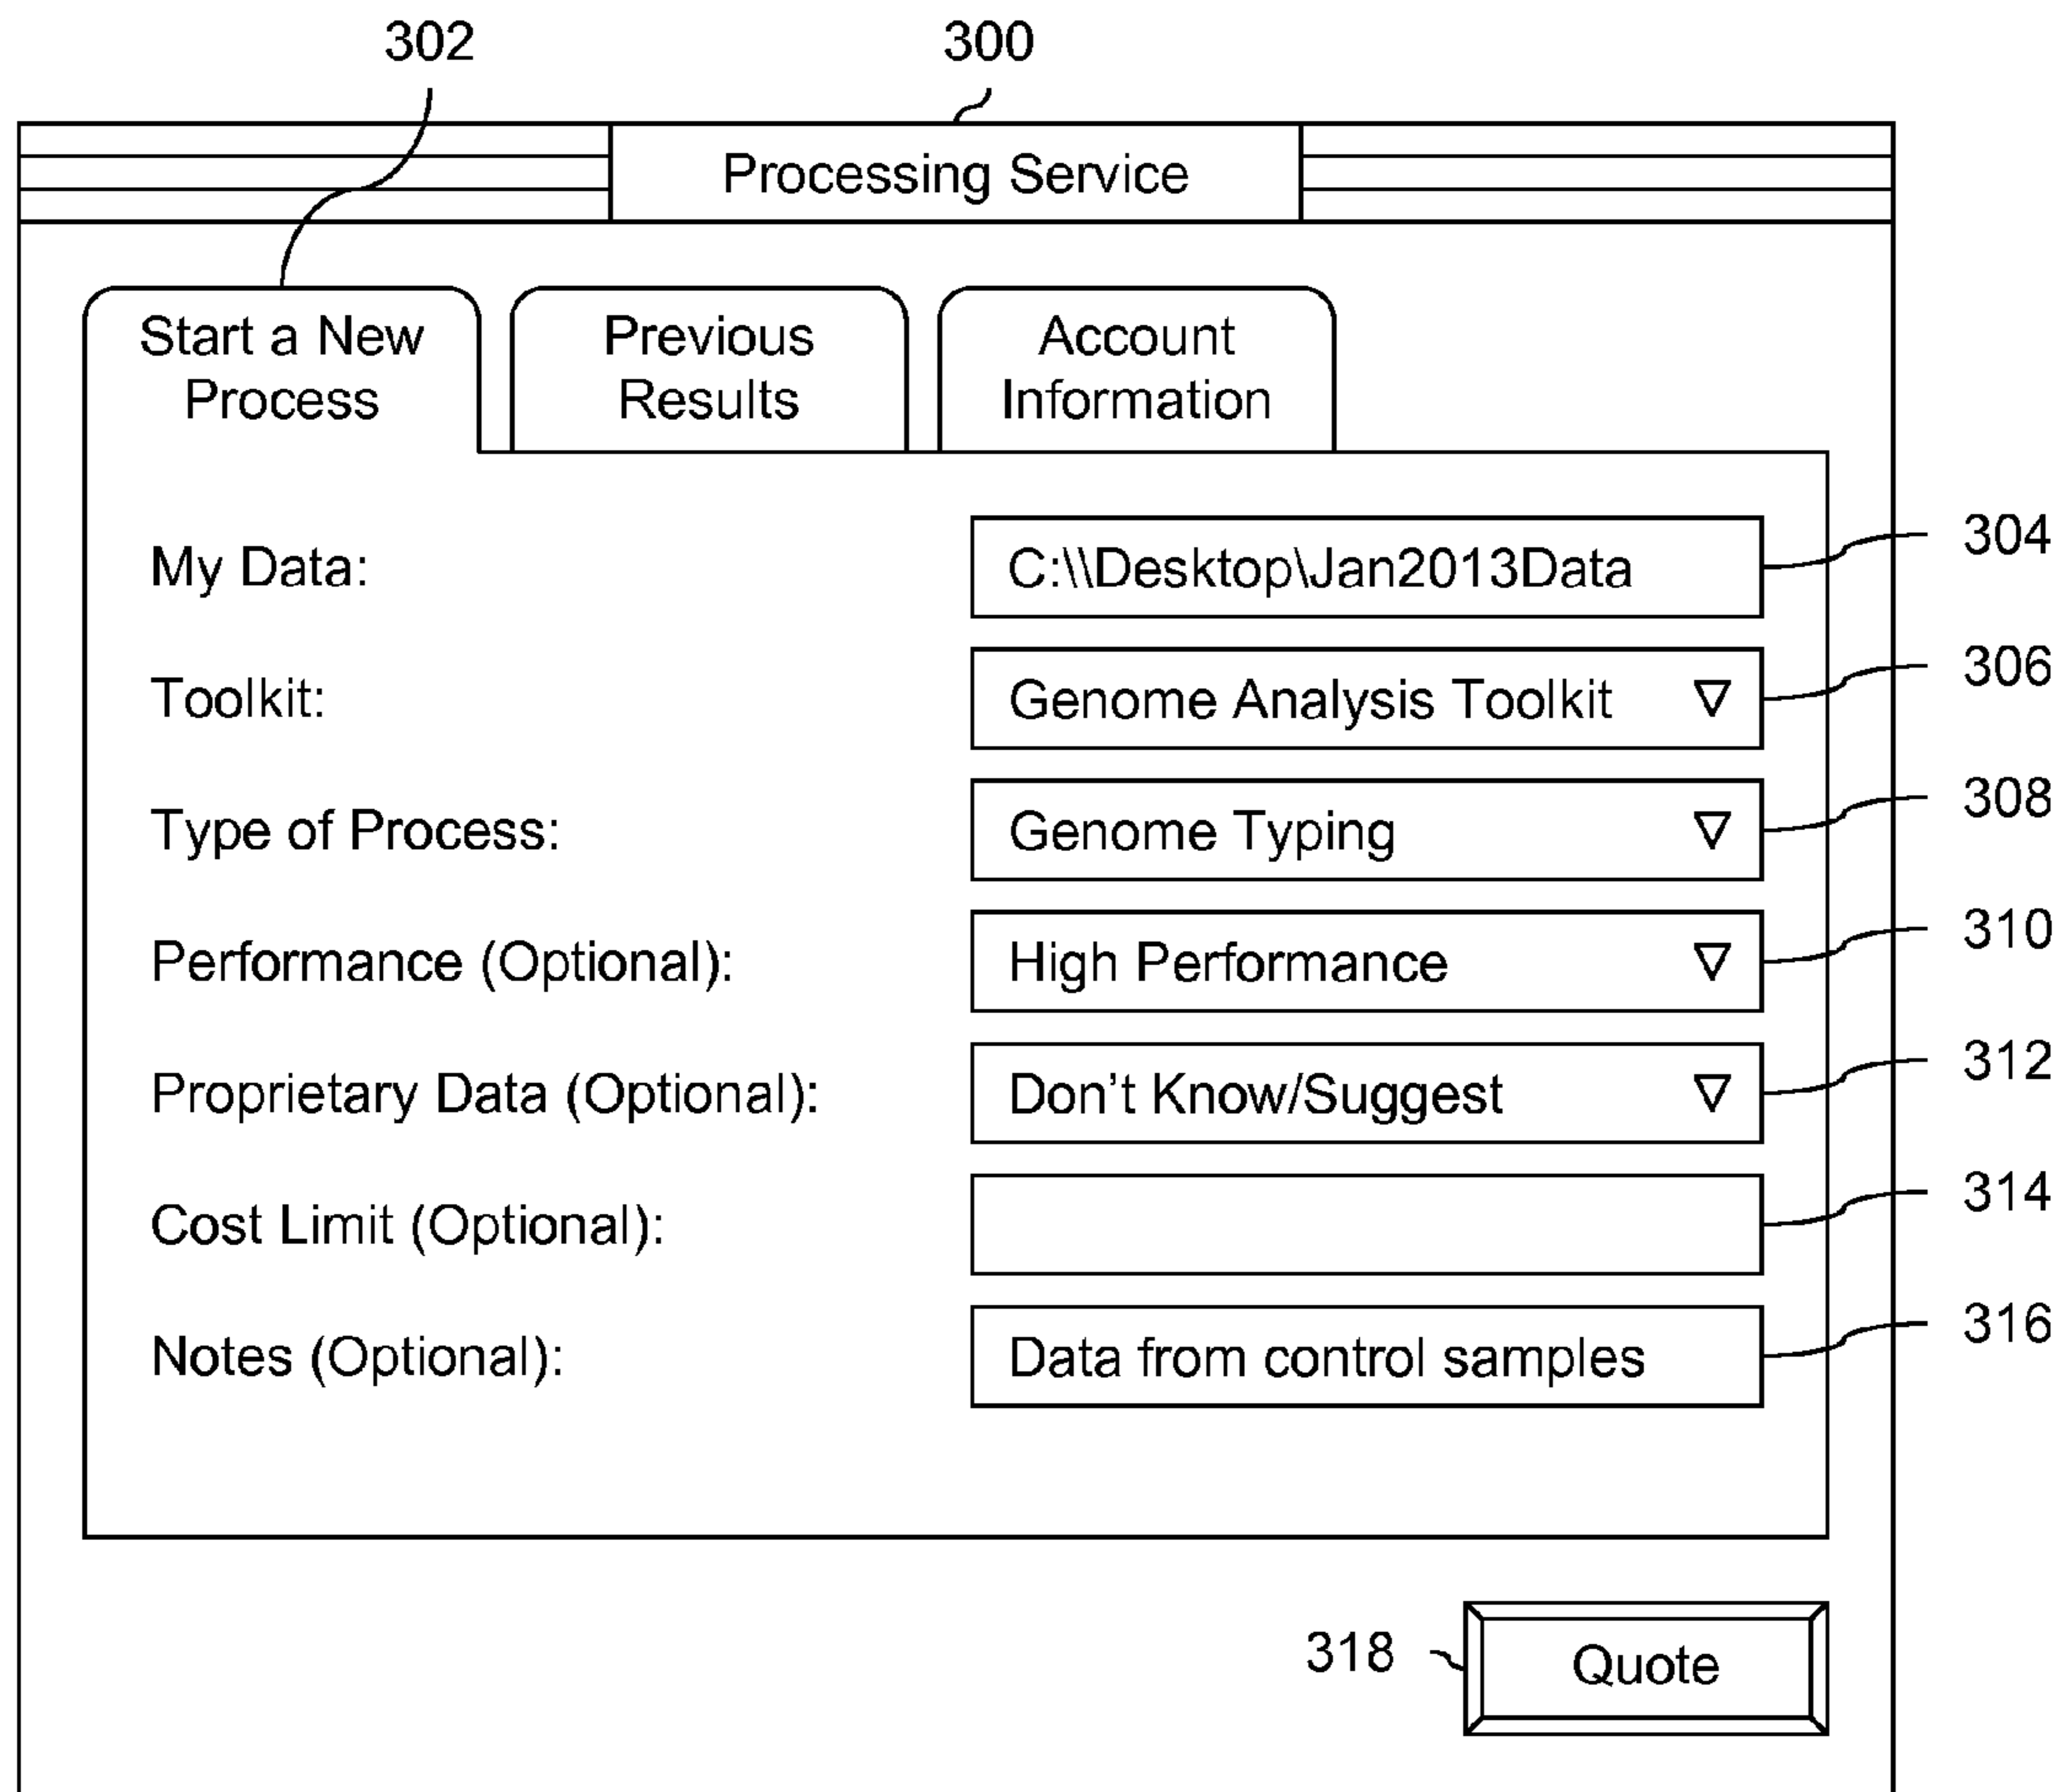 302
300
Processing Service
Start a New
Process
Previous
Results
Account
Information
My Data:
C:\\Desktop\Jan2013Data
304
Toolkit:
Genome Analysis Toolkit
306
Type of Process:
Genome Typing
308
Performance (Optional):
High Performance
310
Proprietary Data (Optional):
Don’t Know/Suggest
312
Cost Limit (Optional):
314
Notes (Optional):
Data from control samples
316
318
Quote